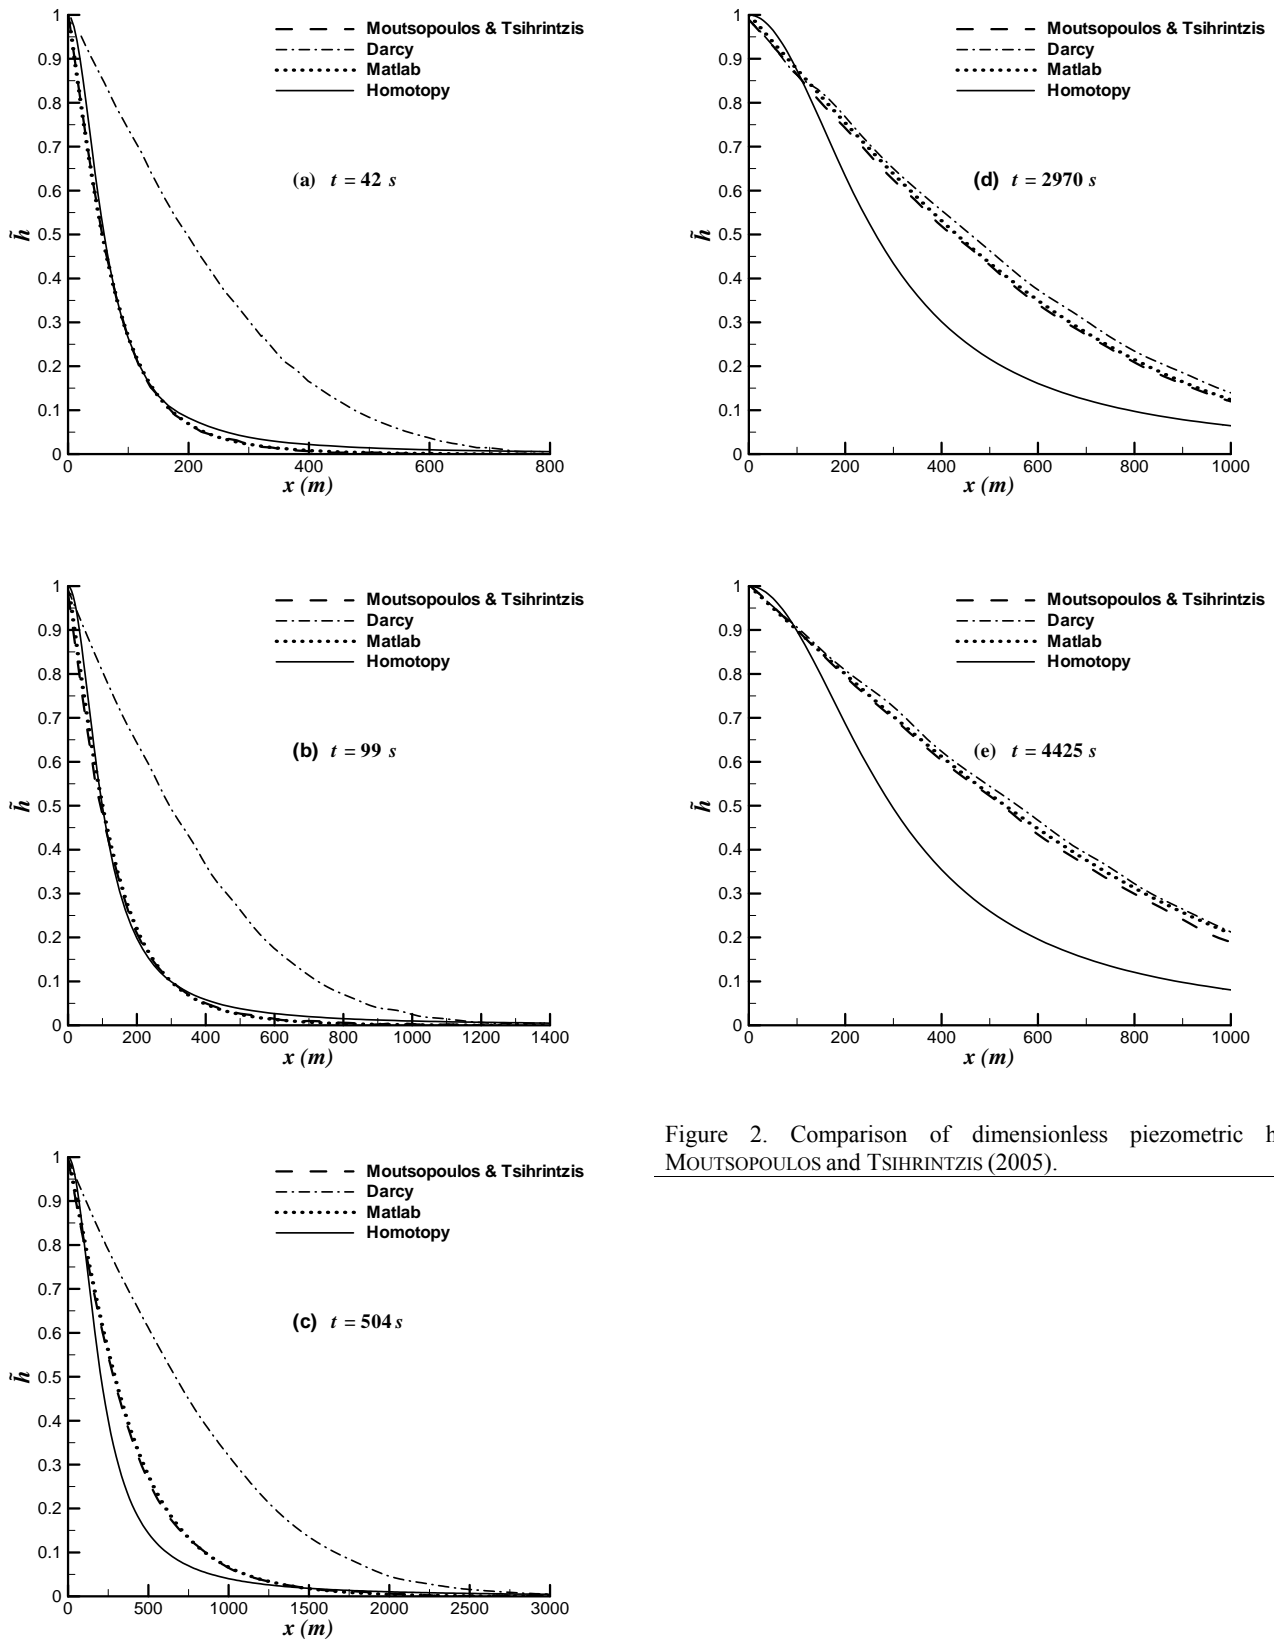 1
0.9
0.8
0.7
0.6
0.5
0.4
0.3
0.2
0.1
0
h̃
Moutsopoulos & Tsihrintzis
Darcy
Matlab
Homotopy
(a) t = 42 s
0 200 400 600 800
x (m)
1
0.9
0.8
0.7
0.6
0.5
0.4
0.3
0.2
0.1
0
h̃
Moutsopoulos & Tsihrintzis
Darcy
Matlab
Homotopy
(b) t = 99 s
0 200 400 600 800 1000 1200 1400
x (m)
1
0.9
0.8
0.7
0.6
0.5
0.4
0.3
0.2
0.1
0
h̃
Moutsopoulos & Tsihrintzis
Darcy
Matlab
Homotopy
(c) t = 504 s
0 500 1000 1500 2000 2500 3000
x (m)
1
0.9
0.8
0.7
0.6
0.5
0.4
0.3
0.2
0.1
0
h̃
Moutsopoulos & Tsihrintzis
Darcy
Matlab
Homotopy
(d) t = 2970 s
0 200 400 600 800 1000
x (m)
1
0.9
0.8
0.7
0.6
0.5
0.4
0.3
0.2
0.1
0
h̃
Moutsopoulos & Tsihrintzis
Darcy
Matlab
Homotopy
(e) t = 4425 s
0 200 400 600 800 1000
x (m)
Figure 2. Comparison of dimensionless piezometric h
MOUTSOPOULOS and TSIHRINTZIS (2005).